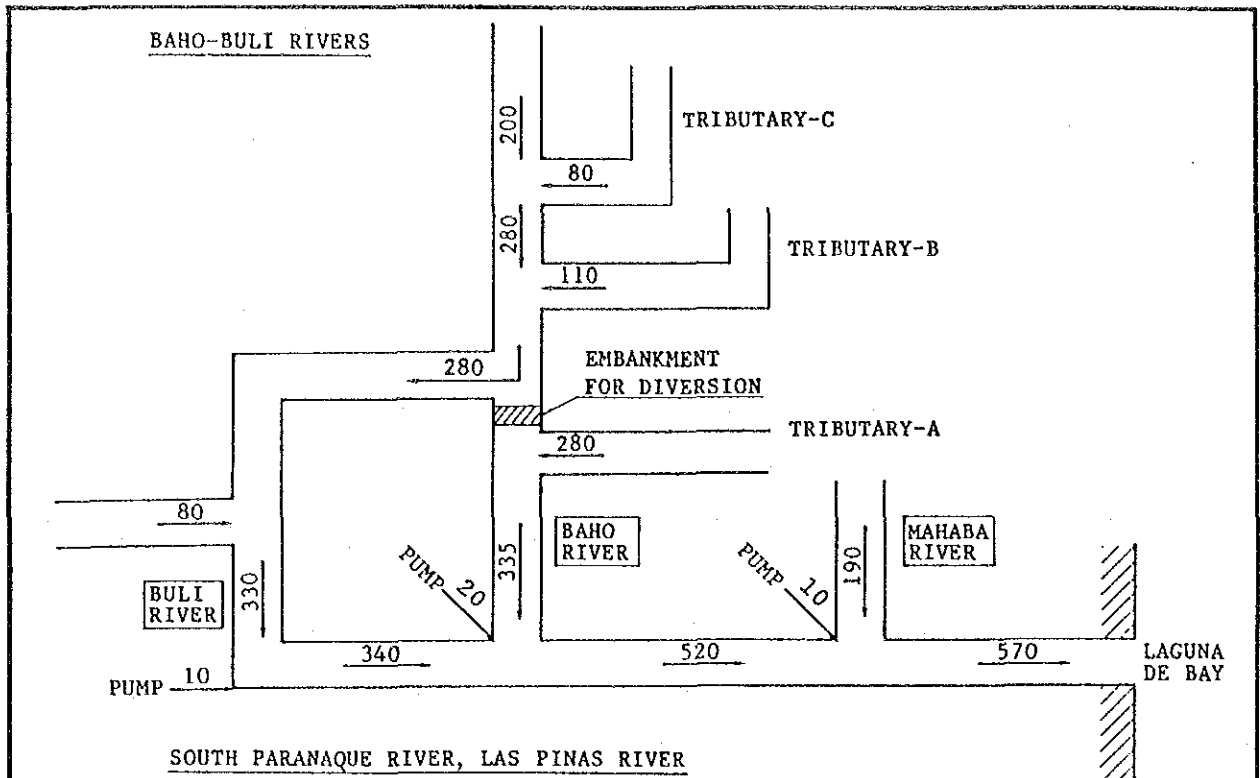 BAHO-BULI RIVERS
200
TRIBUTARY-C
80
280
TRIBUTARY-B
110
280
EMBANKMENT
FOR DIVERSION
TRIBUTARY-A
280
80
BAHO
RIVER
MAHABA
RIVER
335
190
PUMP 20
PUMP 10
BULI
RIVER
330
340
520
570
LAGUNA
DE BAY
PUMP 10
SOUTH PARANAQUE RIVER, LAS PINAS RIVER